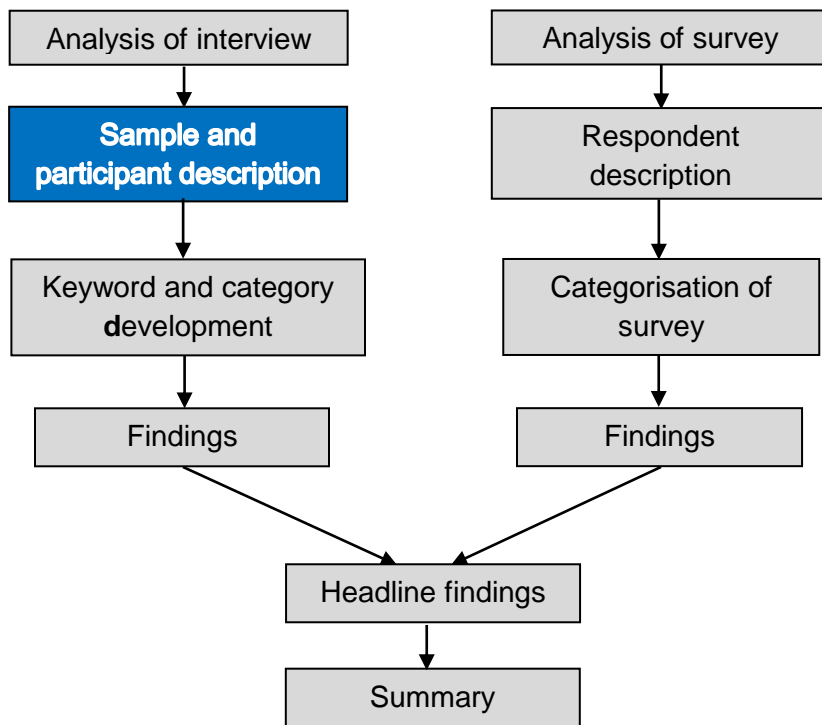 Analysis of interview
Analysis of survey
Sample and
participant description
Respondent
description
Keyword and category
development
Categorisation of
survey
Findings
Findings
Headline findings
Summary